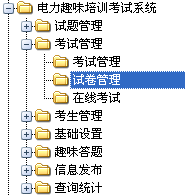 电力趣味培训考试系统
试题管理
考试管理
考试管理
试卷管理
在线考试
考生管理
基础设置
趣味答题
信息发布
查询统计